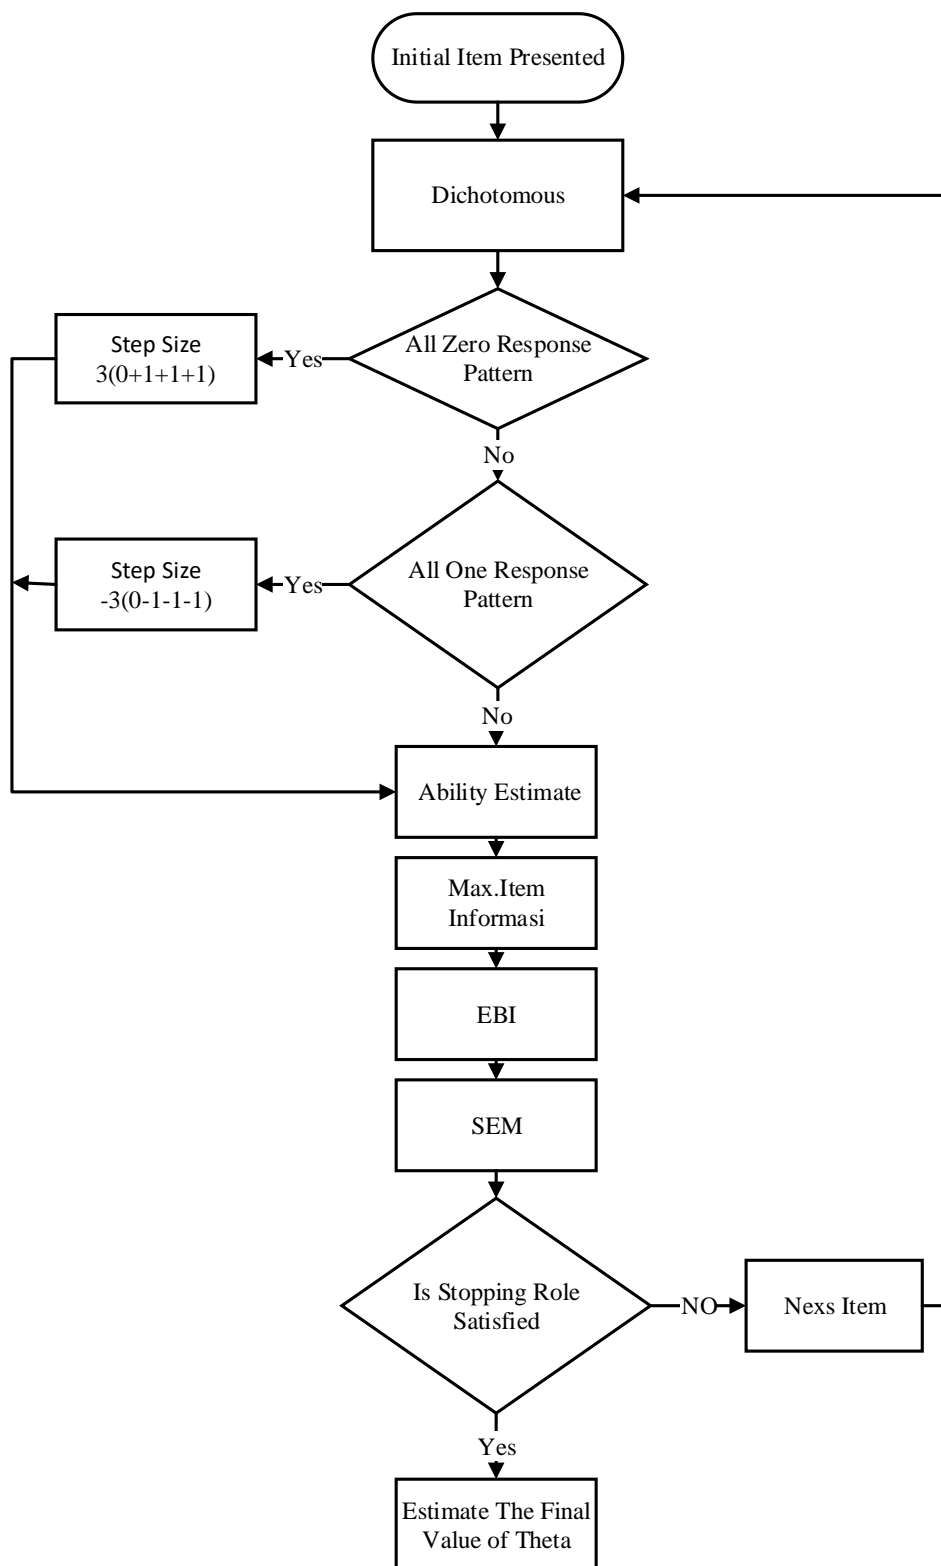 Initial Item Presented
Dichotomous
All Zero Response
Pattern
Yes
Step Size
3(0+1+1+1)
No
All One Response
Pattern
Yes
Step Size
-3(0-1-1-1)
No
Ability Estimate
Max.Item
Informasi
EBI
SEM
Is Stopping Role
Satisfied
NO
Nexs Item
Yes
Estimate The Final
Value of Theta